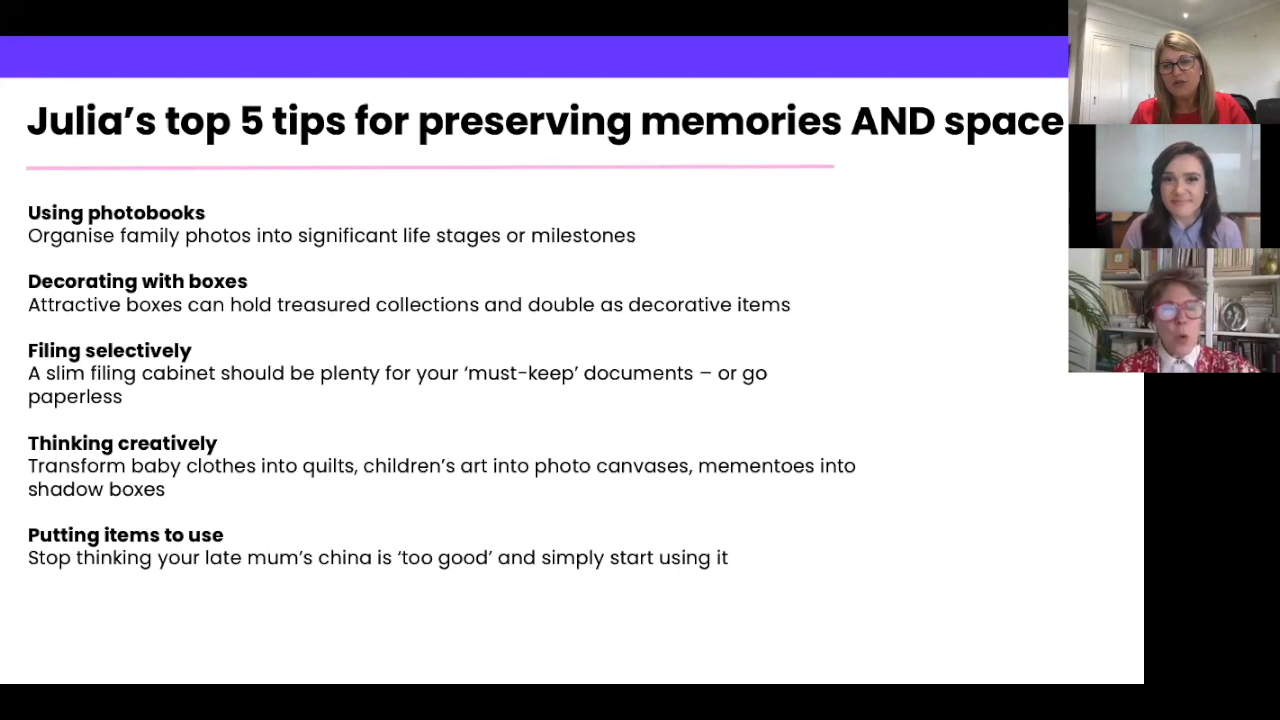 Julia’s top 5 tips for preserving memories AND space
Using photobooks
Organise family photos into significant life stages or milestones
Decorating with boxes
Attractive boxes can hold treasured collections and double as decorative items
Filing selectively
A slim filing cabinet should be plenty for your ‘must-keep’ documents – or go
paperless
Thinking creatively
Transform baby clothes into quilts, children’s art into photo canvases, mementoes into
shadow boxes
Putting items to use
Stop thinking your late mum’s china is ‘too good’ and simply start using it